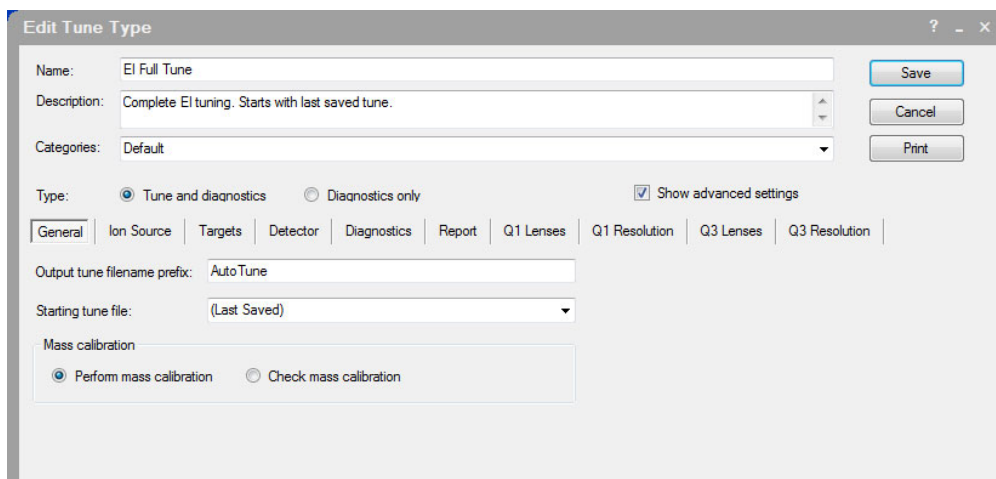 Edit Tune Type
Name: EI Full Tune Save
Description: Complete EI tuning. Starts with last saved tune. Cancel
Categories: Default Print
Type: Tune and diagnostics Diagnostics only Show advanced settings
General Ion Source Targets Detector Diagnostics Report Q1 Lenses Q1 Resolution Q3 Lenses Q3 Resolution
Output tune filename prefix: AutoTune
Starting tune file: (Last Saved)
Mass calibration
Perform mass calibration Check mass calibration